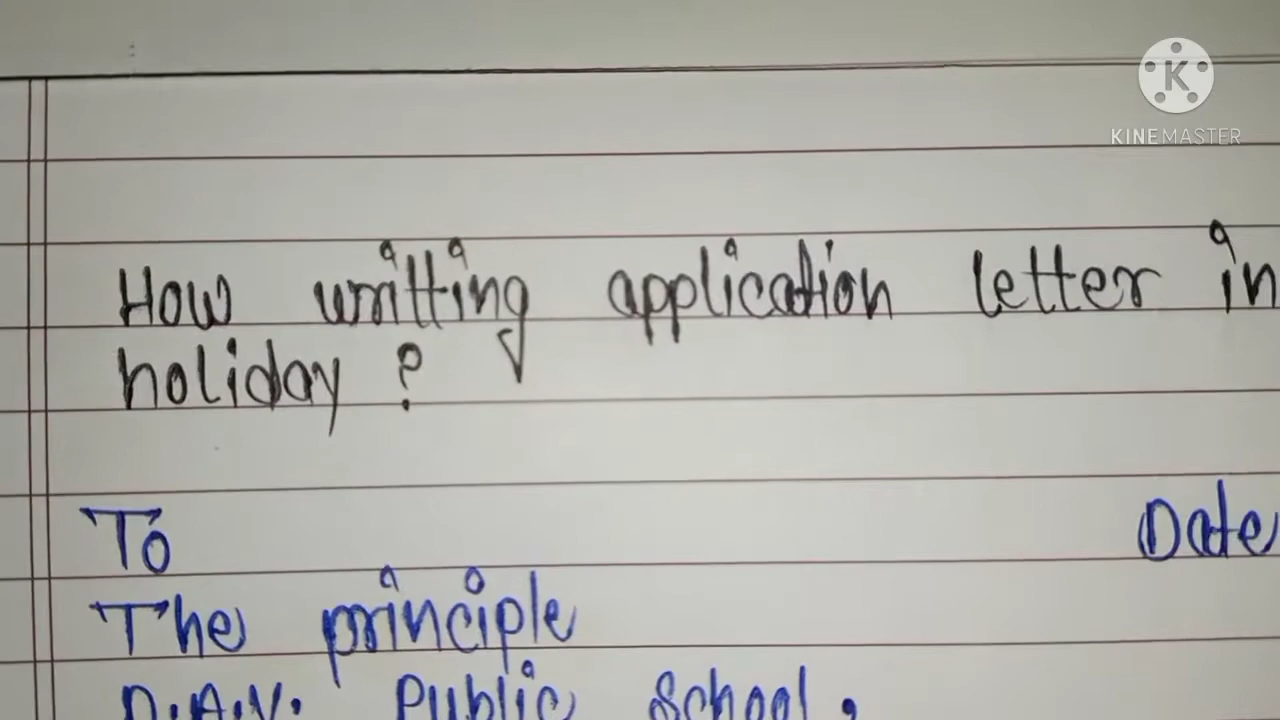 KINEMASTER
How writting application letter in
holiday ?
To Date
The principle
D.A.V. Public School,